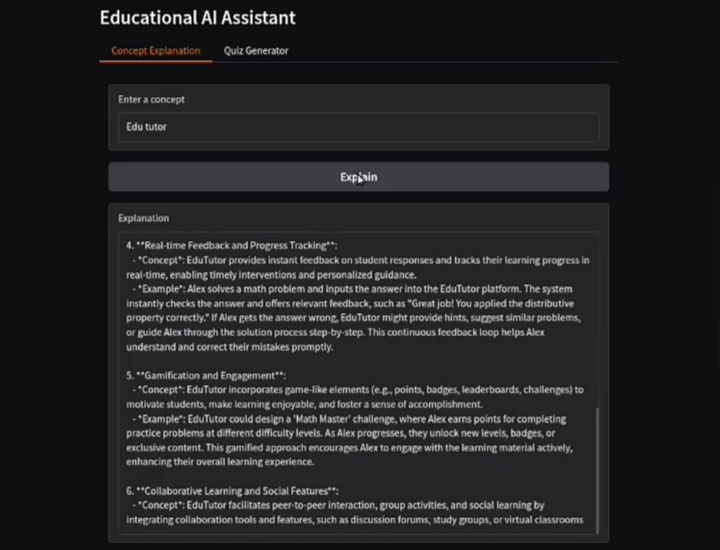 Educational AI Assistant
Concept Explanation
Quiz Generator
Enter a concept
Edu tutor
Explain
Explanation
4. **Real-time Feedback and Progress Tracking**:
- *Concept*: EduTutor provides instant feedback on student responses and tracks their learning progress in
real-time, enabling timely interventions and personalized guidance.
- *Example*: Alex solves a math problem and inputs the answer into the EduTutor platform. The system
instantly checks the answer and offers relevant feedback, such as "Great job! You applied the distributive
property correctly." If Alex gets the answer wrong, EduTutor might provide hints, suggest similar problems,
or guide Alex through the solution process step-by-step. This continuous feedback loop helps Alex
understand and correct their mistakes promptly.
5. **Gamification and Engagement**:
- *Concept*: EduTutor incorporates game-like elements (e.g., points, badges, leaderboards, challenges) to
motivate students, make learning enjoyable, and foster a sense of accomplishment.
- *Example*: EduTutor could design a 'Math Master' challenge, where Alex earns points for completing
practice problems at different difficulty levels. As Alex progresses, they unlock new levels, badges, or
exclusive content. This gamified approach encourages Alex to engage with the learning material actively,
enhancing their overall learning experience.
6. **Collaborative Learning and Social Features**:
- *Concept*: EduTutor facilitates peer-to-peer interaction, group activities, and social learning by
integrating collaboration tools and features, such as discussion forums, study groups, or virtual classrooms